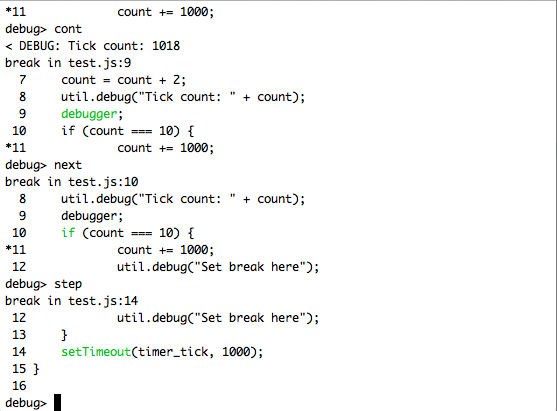 *11             count += 1000;
debug> cont
< DEBUG: Tick count: 1018
break in test.js:9
  7     count = count + 2;
  8     util.debug("Tick count: " + count);
  9     debugger;
 10     if (count === 10) {
*11             count += 1000;
debug> next
break in test.js:10
  8     util.debug("Tick count: " + count);
  9     debugger;
 10     if (count === 10) {
*11             count += 1000;
 12             util.debug("Set break here");
debug> step
break in test.js:14
 12             util.debug("Set break here");
 13     }
 14     setTimeout(timer_tick, 1000);
 15 }
 16
debug>